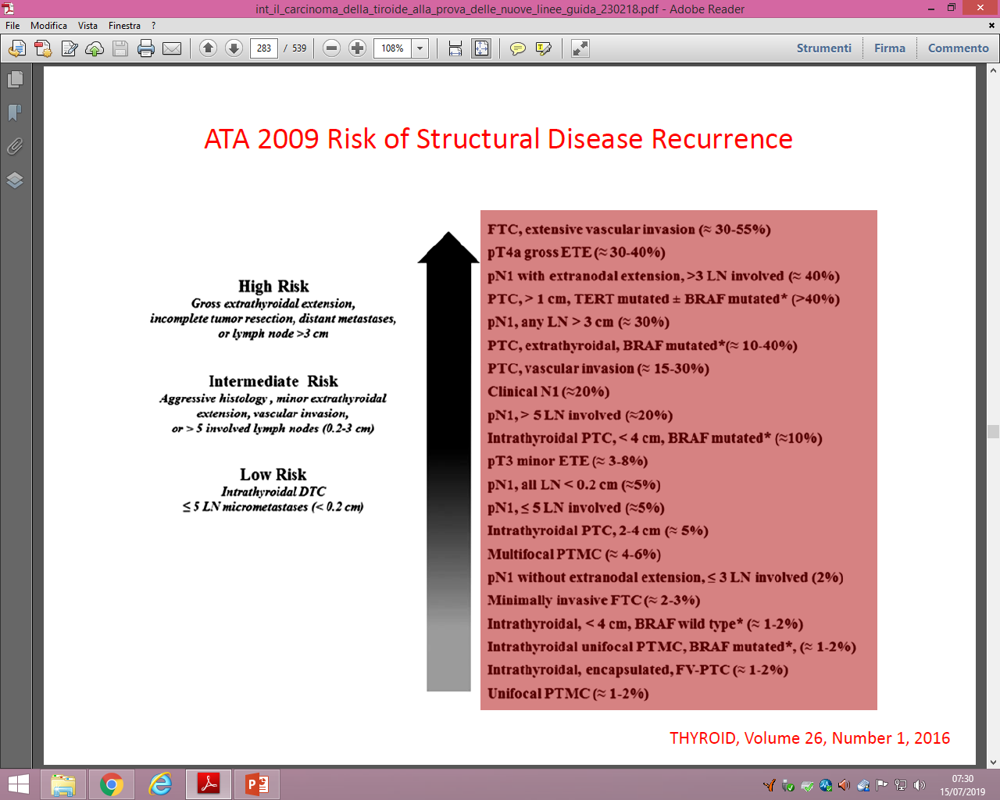 int_il_carcinoma_della_tiroide_alla_prova_delle_nuove_linee_guida_230218.pdf - Adobe Reader
File Modifica Vista Finestra ?
283 / 539 108% Strumenti Firma Commento
ATA 2009 Risk of Structural Disease Recurrence
High Risk
Gross extrathyroidal extension,
incomplete tumor resection, distant metastases,
or lymph node >3 cm
Intermediate Risk
Aggressive histology , minor extrathyroidal
extension, vascular invasion,
or > 5 involved lymph nodes (0.2-3 cm)
Low Risk
Intrathyroidal DTC
≤ 5 LN micrometastases (< 0.2 cm)
FTC, extensive vascular invasion (≈ 30-55%)
pT4a gross ETE (≈ 30-40%)
pN1 with extranodal extension, >3 LN involved (≈ 40%)
PTC, > 1 cm, TERT mutated ± BRAF mutated* (>40%)
pN1, any LN > 3 cm (≈ 30%)
PTC, extrathyroidal, BRAF mutated*(≈ 10-40%)
PTC, vascular invasion (≈ 15-30%)
Clinical N1 (≈20%)
pN1, > 5 LN involved (≈20%)
Intrathyroidal PTC, < 4 cm, BRAF mutated* (≈10%)
pT3 minor ETE (≈ 3-8%)
pN1, all LN < 0.2 cm (≈5%)
pN1, ≤ 5 LN involved (≈5%)
Intrathyroidal PTC, 2-4 cm (≈ 5%)
Multifocal PTMC (≈ 4-6%)
pN1 without extranodal extension, ≤ 3 LN involved (2%)
Minimally invasive FTC (≈ 2-3%)
Intrathyroidal, < 4 cm, BRAF wild type* (≈ 1-2%)
Intrathyroidal unifocal PTMC, BRAF mutated*, (≈ 1-2%)
Intrathyroidal, encapsulated, FV-PTC (≈ 1-2%)
Unifocal PTMC (≈ 1-2%)
THYROID, Volume 26, Number 1, 2016
07:30
15/07/2019